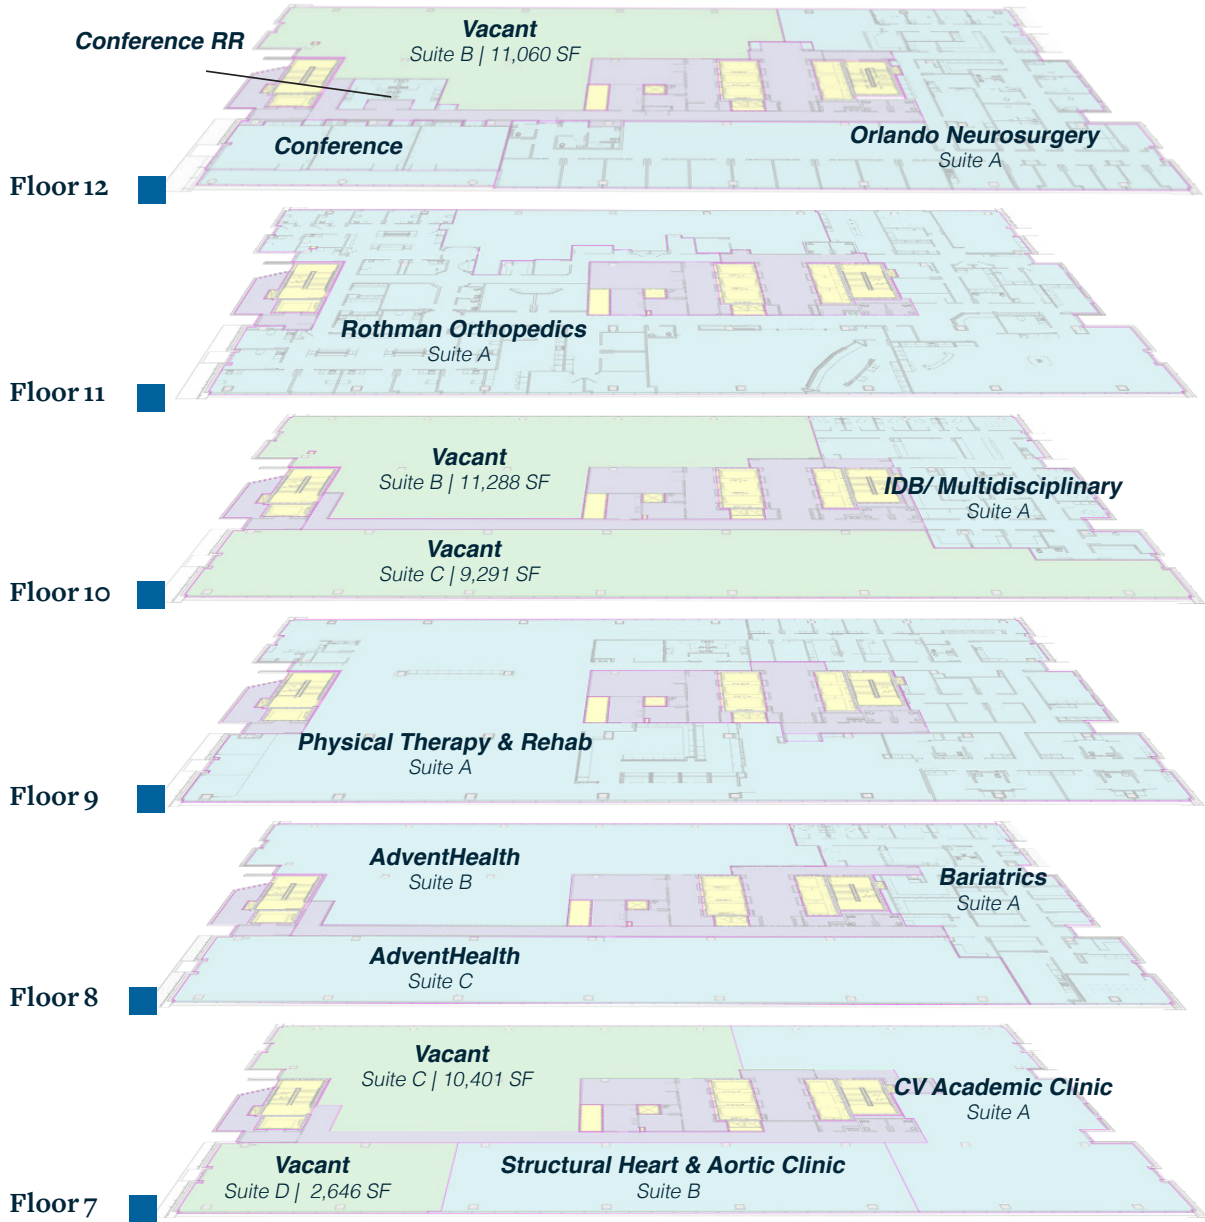 Vacant
Suite B | 11,060 SF
Conference RR
Conference
Orlando Neurosurgery
Suite A
Floor 12
Rothman Orthopedics
Suite A
Floor 11
Vacant
Suite B | 11,288 SF
IDB/ Multidisciplinary
Suite A
Vacant
Suite C | 9,291 SF
Floor 10
Physical Therapy & Rehab
Suite A
Floor 9
AdventHealth
Suite B
Bariatrics
Suite A
AdventHealth
Suite C
Floor 8
Vacant
Suite C | 10,401 SF
CV Academic Clinic
Suite A
Vacant
Suite D | 2,646 SF
Structural Heart & Aortic Clinic
Suite B
Floor 7